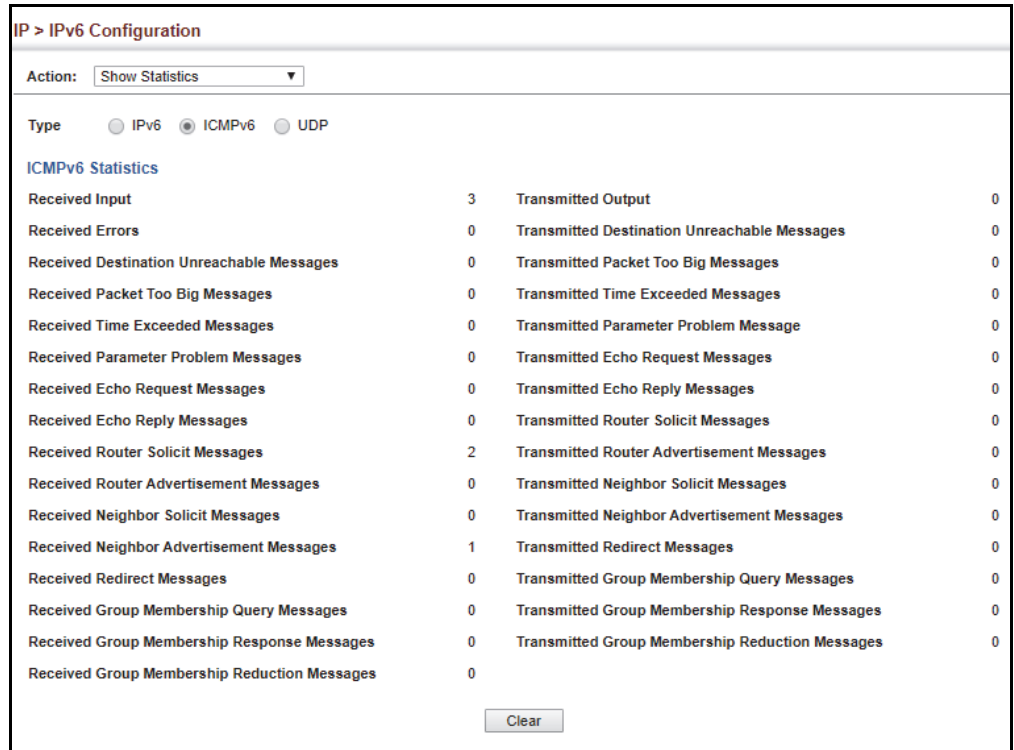 IP > IPv6 Configuration
Action: Show Statistics
Type IPv6 ICMPv6 UDP
ICMPv6 Statistics
Received Input 3 Transmitted Output 0
Received Errors 0 Transmitted Destination Unreachable Messages 0
Received Destination Unreachable Messages 0 Transmitted Packet Too Big Messages 0
Received Packet Too Big Messages 0 Transmitted Time Exceeded Messages 0
Received Time Exceeded Messages 0 Transmitted Parameter Problem Message 0
Received Parameter Problem Messages 0 Transmitted Echo Request Messages 0
Received Echo Request Messages 0 Transmitted Echo Reply Messages 0
Received Echo Reply Messages 0 Transmitted Router Solicit Messages 0
Received Router Solicit Messages 2 Transmitted Router Advertisement Messages 0
Received Router Advertisement Messages 0 Transmitted Neighbor Solicit Messages 0
Received Neighbor Solicit Messages 0 Transmitted Neighbor Advertisement Messages 0
Received Neighbor Advertisement Messages 1 Transmitted Redirect Messages 0
Received Redirect Messages 0 Transmitted Group Membership Query Messages 0
Received Group Membership Query Messages 0 Transmitted Group Membership Response Messages 0
Received Group Membership Response Messages 0 Transmitted Group Membership Reduction Messages 0
Received Group Membership Reduction Messages 0
Clear